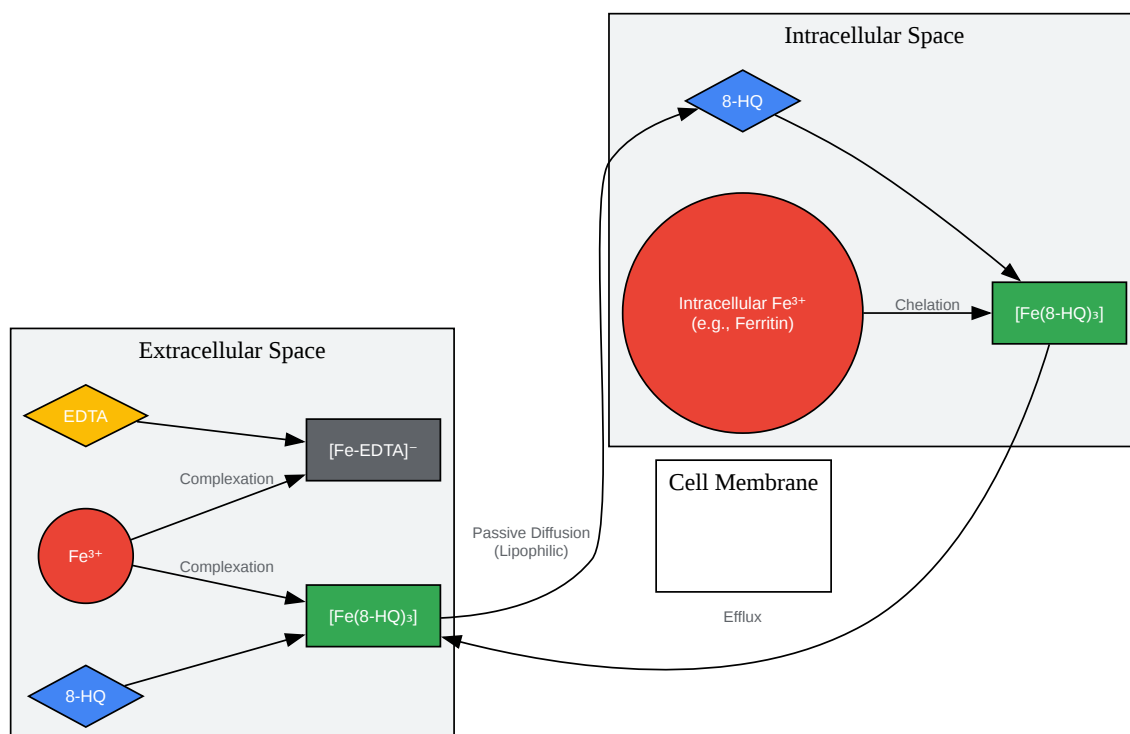 Intracellular Space
8-HQ
Intracellular Fe³⁺
(e.g., Ferritin)
Chelation
[Fe(8-HQ)₃]
Extracellular Space
EDTA
[Fe-EDTA]⁻
Complexation
Fe³⁺
Complexation
[Fe(8-HQ)₃]
8-HQ
Passive Diffusion
(Lipophilic)
Cell Membrane
Efflux